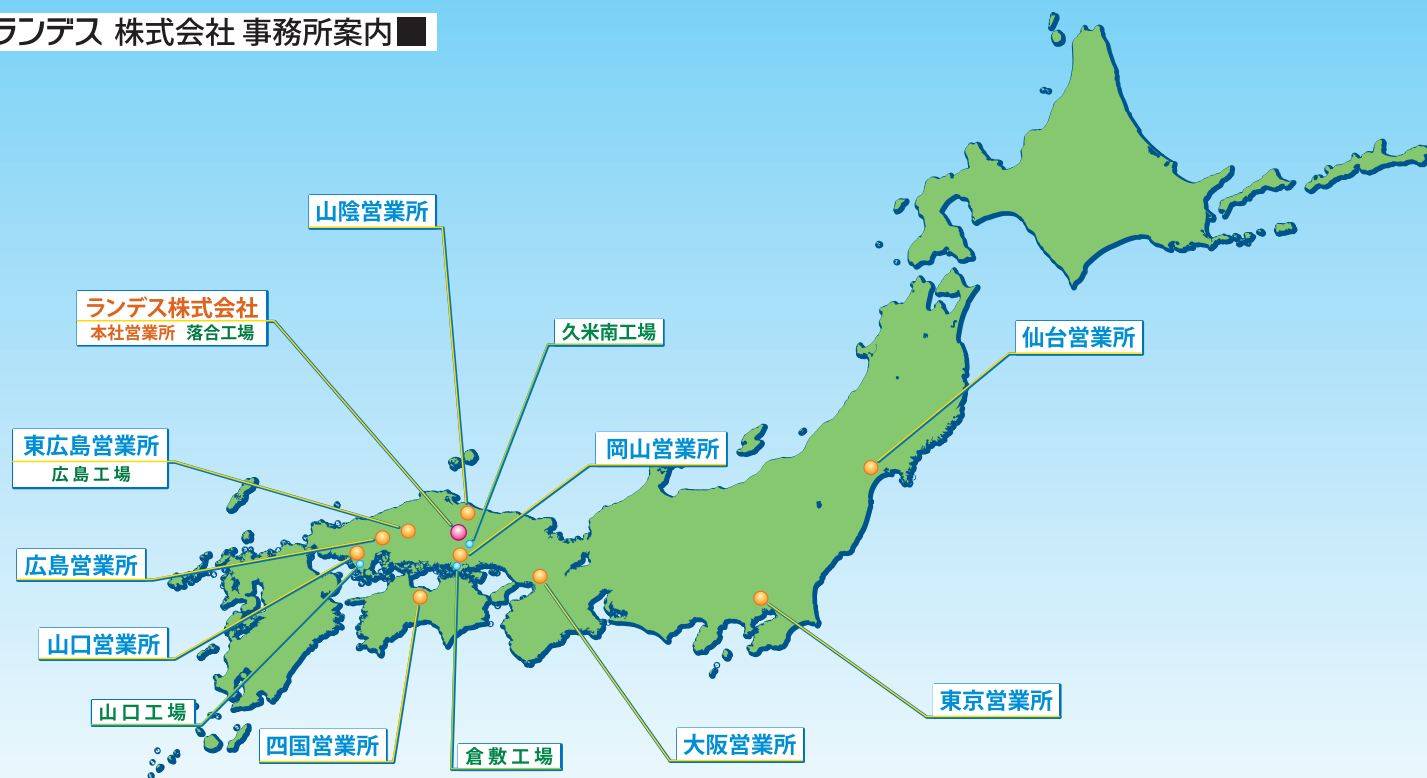 ランデス 株式会社 事務所案内■
山陰営業所
ランデス株式会社
本社営業所 落合工場
久米南工場
仙台営業所
東広島営業所
広島工場
岡山営業所
広島営業所
山口営業所
山口工場
四国営業所
倉敷工場
大阪営業所
東京営業所